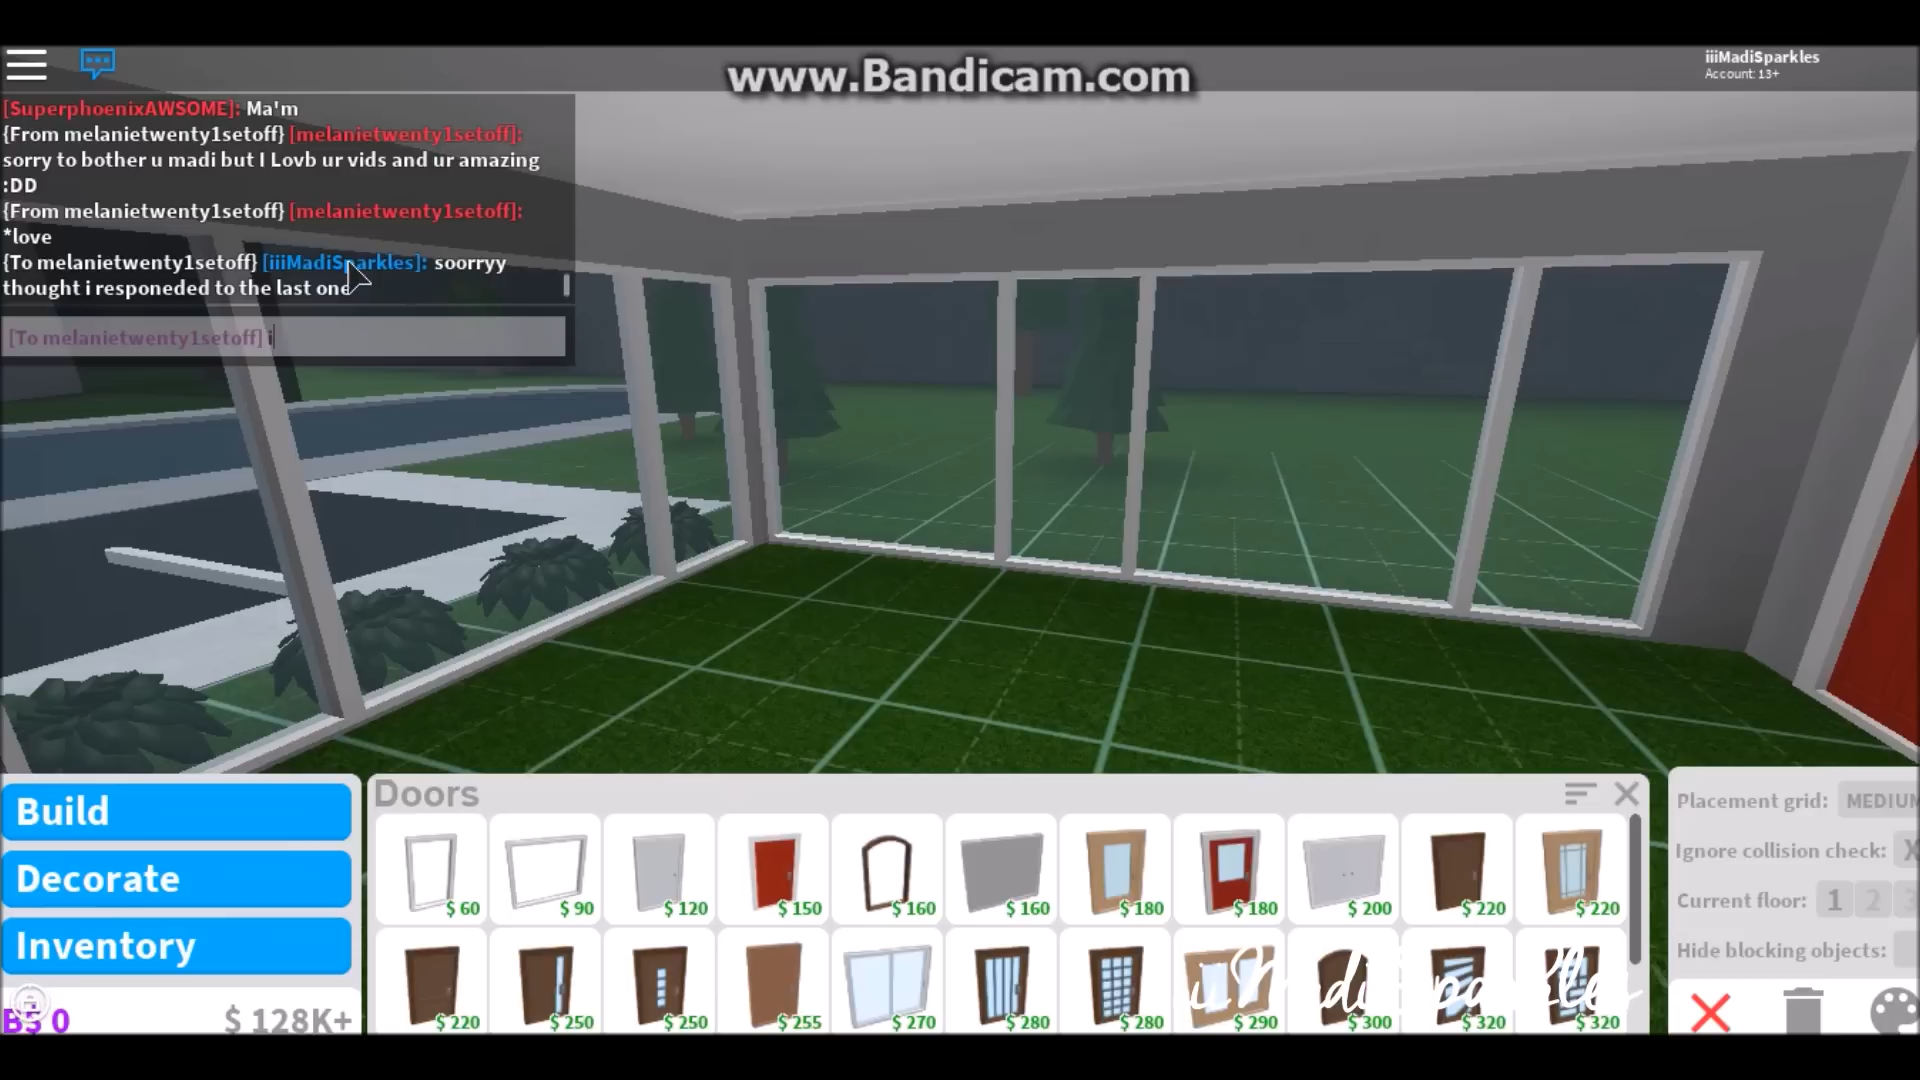 www.Bandicam.com
iiiMadiSparkles
Account: 13+
[SuperphoenixAWSOME]: Ma'm
{From melanietwenty1setoff} [melanietwenty1setoff]:
sorry to bother u madi but I Lovb ur vids and ur amazing
:DD
{From melanietwenty1setoff} [melanietwenty1setoff]:
*love
{To melanietwenty1setoff} [iiiMadiSparkles]: soorryy
thought i responeded to the last one
[To melanietwenty1setoff] i
Build
Decorate
Inventory
B$ 0 $ 128K+
Doors
$ 60 $ 90 $ 120 $ 150 $ 160 $ 160 $ 180 $ 180 $ 200 $ 220 $ 220
$ 220 $ 250 $ 250 $ 255 $ 270 $ 280 $ 280 $ 290 $ 300 $ 320 $ 320
Placement grid: MEDIUM
Ignore collision check: X
Current floor: 1 2 3
Hide blocking objects: